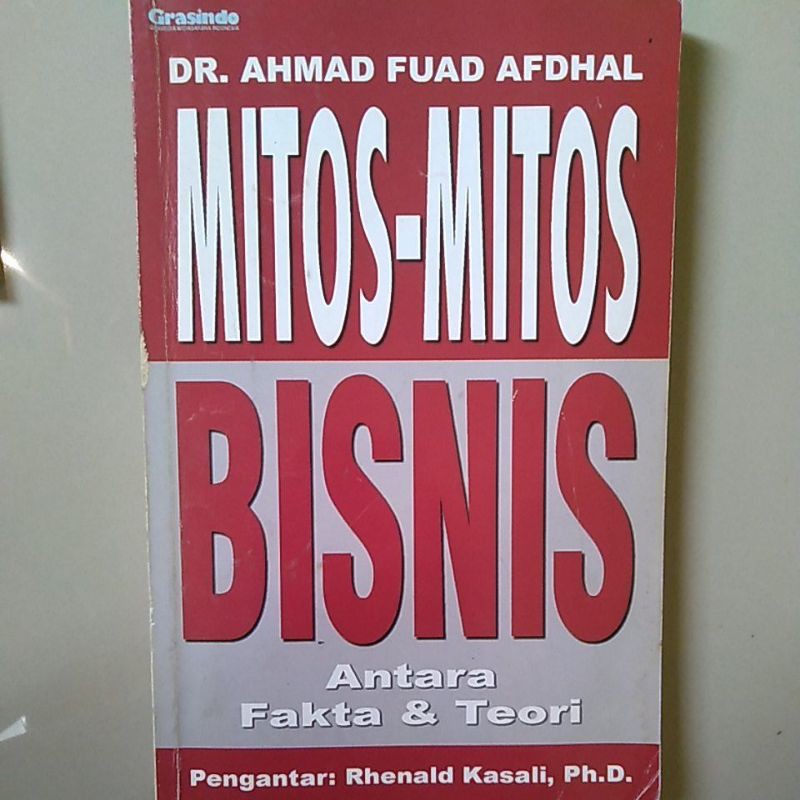 Grasindo
DR. AHMAD FUAD AFDHAL
MITOS-MITOS
BISNIS
Antara
Fakta & Teori
Pengantar: Rhenald Kasali, Ph.D.